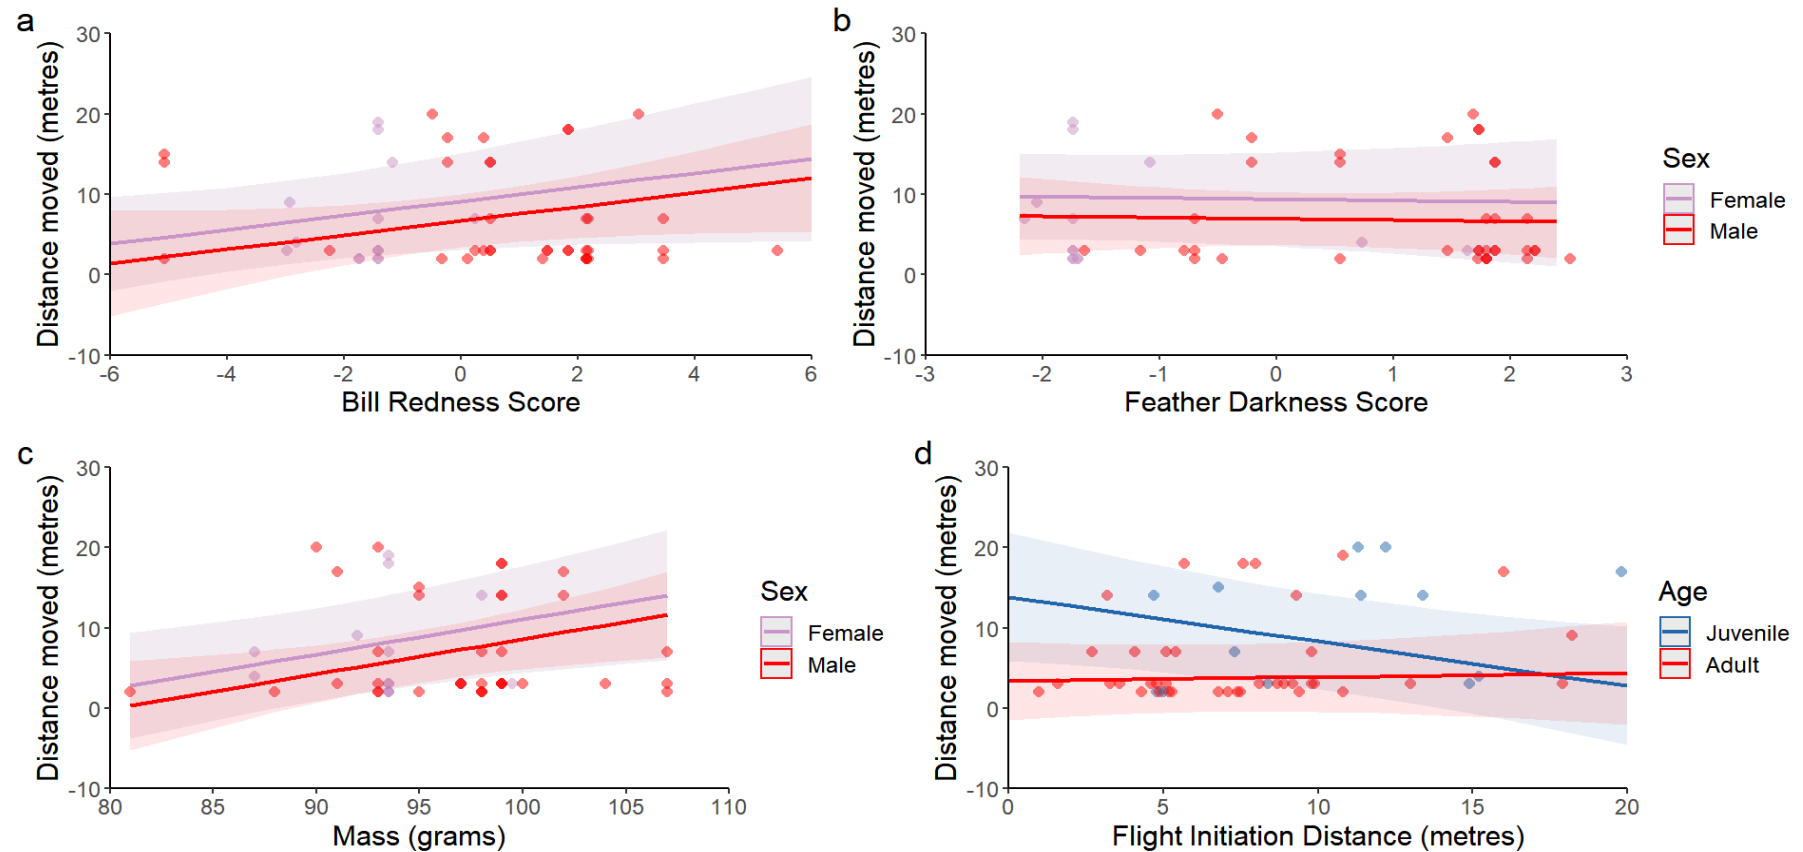 a
Distance moved (metres)
30
20
10
0
-10
-6 -4 -2 0 2 4 6
Bill Redness Score
b
Distance moved (metres)
30
20
10
0
-10
-3 -2 -1 0 1 2 3
Feather Darkness Score
Sex
Female
Male
c
Distance moved (metres)
30
20
10
0
-10
80 85 90 95 100 105 110
Mass (grams)
Sex
Female
Male
d
Distance moved (metres)
30
20
10
0
-10
0 5 10 15 20
Flight Initiation Distance (metres)
Age
Juvenile
Adult